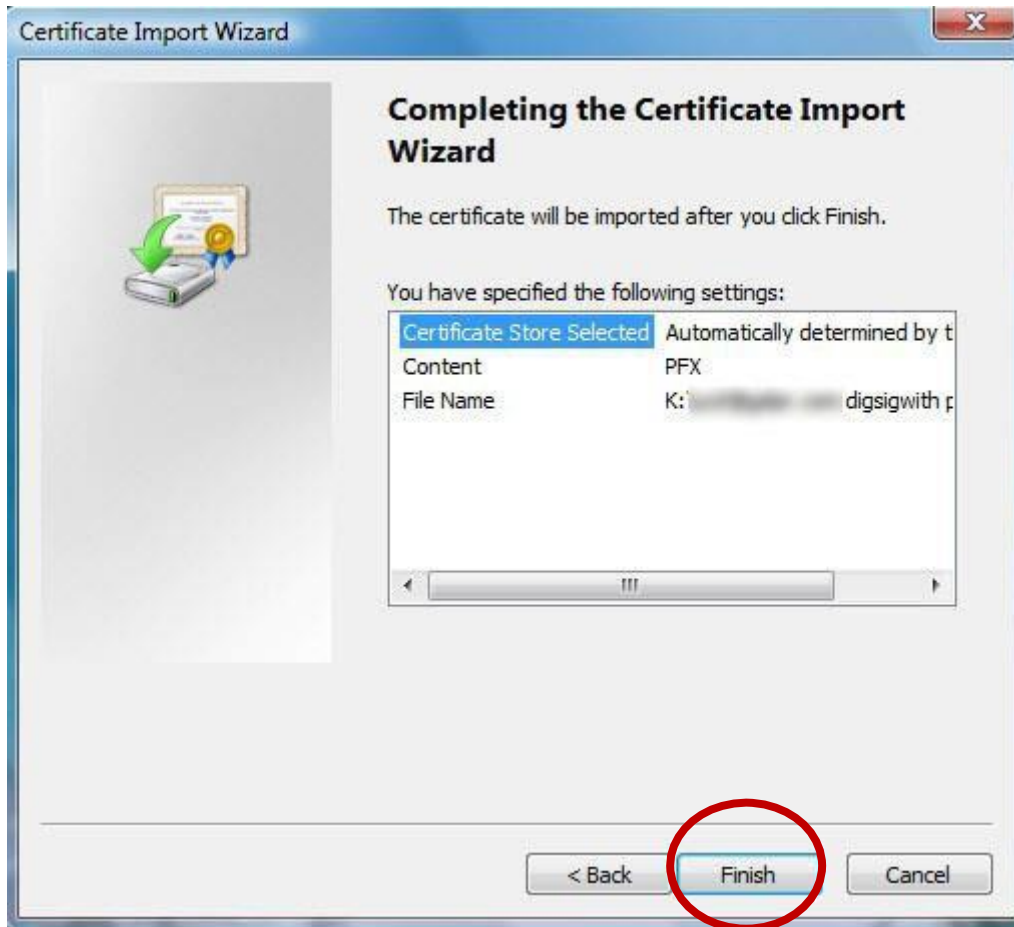 Certificate Import Wizard
Completing the Certificate Import
Wizard
The certificate will be imported after you click Finish.
You have specified the following settings:
Certificate Store Selected Automatically determined by t
Content PFX
File Name K:\ digsigwith p
< Back Finish Cancel